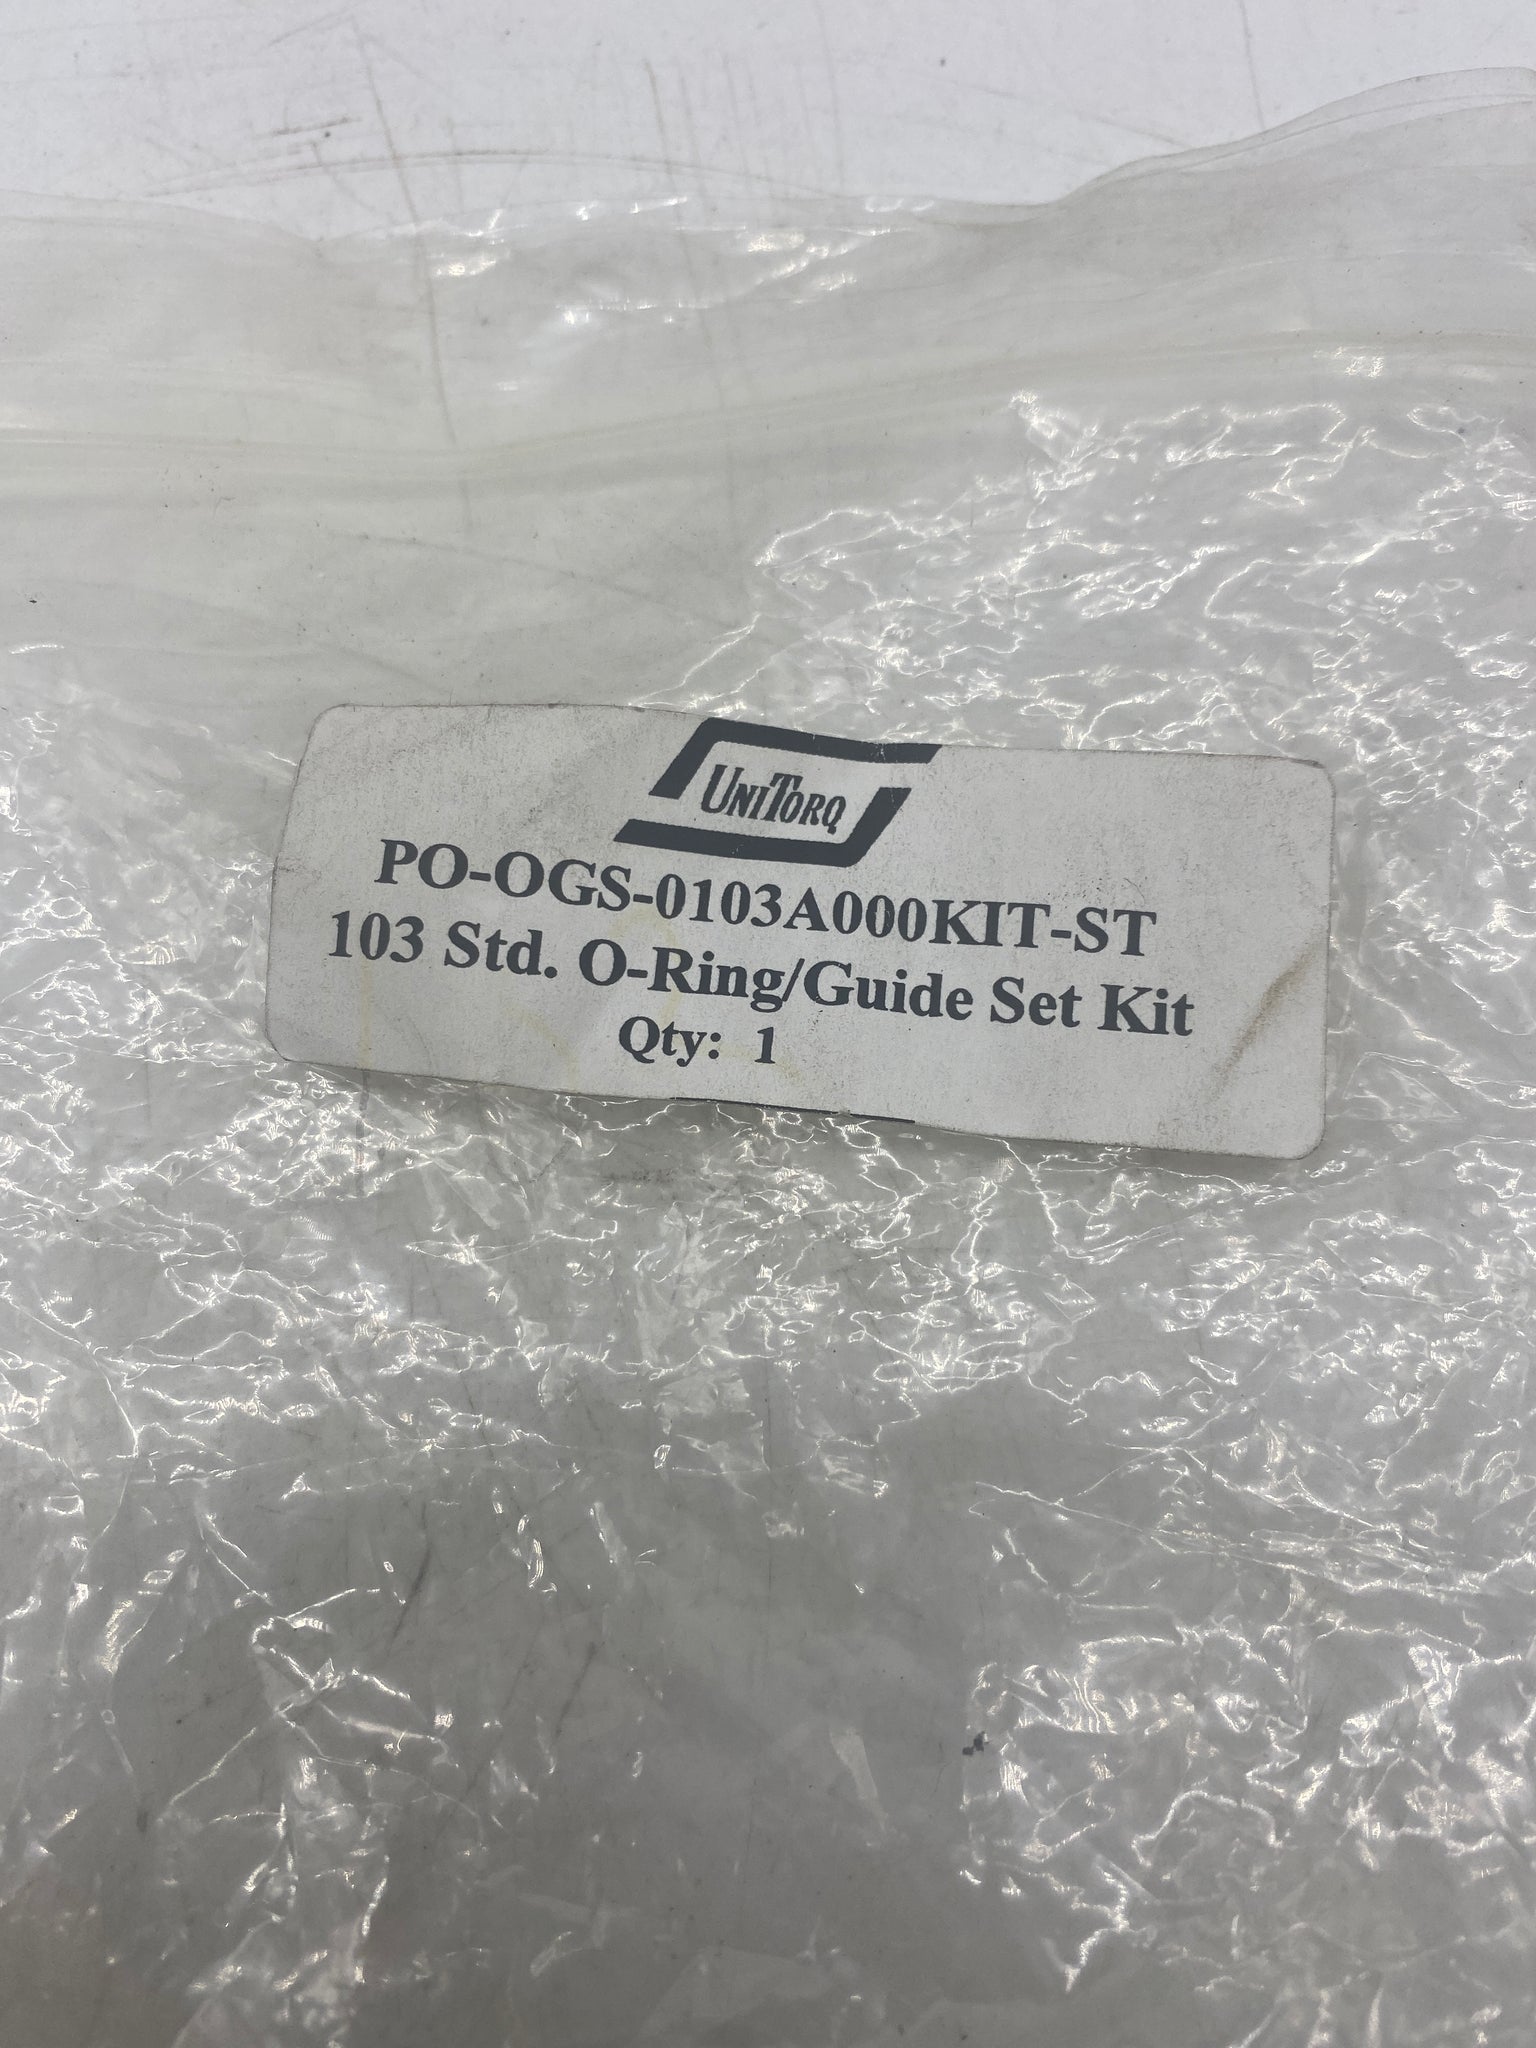 UNITORQ
PO-OGS-0103A000KIT-ST
103 Std. O-Ring/Guide Set Kit
Qty: 1